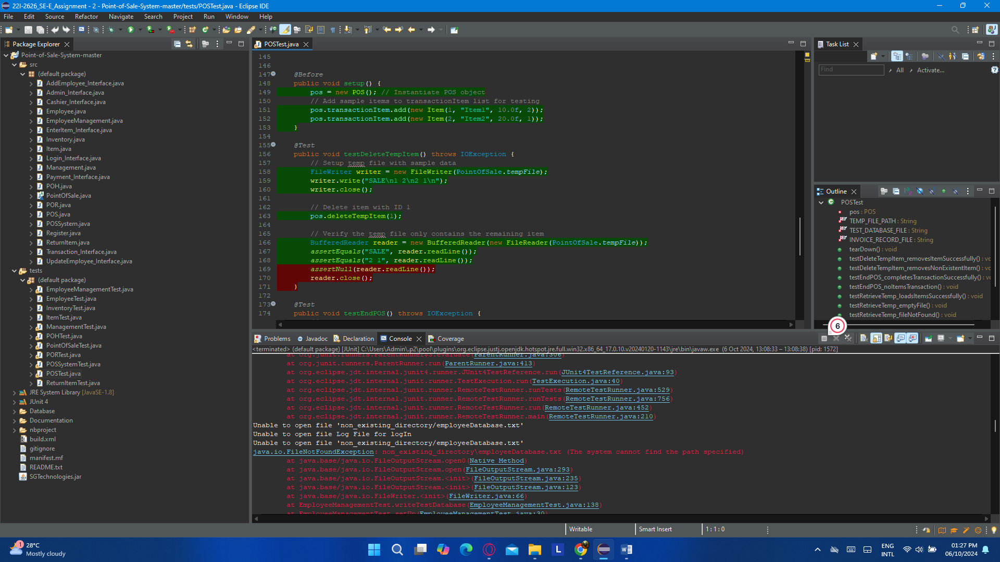 22I-2626_SE-E_Assignment - 2 - Point-of-Sale-System-master/tests/POSTest.java - Eclipse IDE
File Edit Source Refactor Navigate Search Project Run Window Help
Package Explorer
Point-of-Sale-System-master
src
(default package)
AddEmployee_Interface.java
Admin_Interface.java
Cashier_Interface.java
Employee.java
EmployeeManagement.java
EnterItem_Interface.java
Inventory.java
Item.java
Login_Interface.java
Management.java
Payment_Interface.java
POH.java
PointOfSale.java
POR.java
POS.java
POSSystem.java
Register.java
ReturnItem.java
Transaction_Interface.java
UpdateEmployee_Interface.java
tests
(default package)
EmployeeManagementTest.java
EmployeeTest.java
InventoryTest.java
ItemTest.java
ManagementTest.java
POHTest.java
PointOfSaleTest.java
PORTest.java
POSSystemTest.java
POSTest.java
ReturnItemTest.java
JRE System Library [JavaSE-1.8]
JUnit 4
Database
Documentation
nbproject
build.xml
gitignore
manifest.mf
README.txt
SGTechnologies.jar
POSTest.java
145
146
147 @Before
148 public void setup() {
149 pos = new POS(); // Instantiate POS object
150 // Add sample items to transactionItem list for testing
151 pos.transactionItem.add(new Item(1, "Item1", 10.0f, 2));
152 pos.transactionItem.add(new Item(2, "Item2", 20.0f, 1));
153 }
154
155 @Test
156 public void testDeleteTempItem() throws IOException {
157 // Setup temp file with sample data
158 FileWriter writer = new FileWriter(PointOfSale.tempFile);
159 writer.write("SALE\n1 2\n2 1\n");
160 writer.close();
161
162 // Delete item with ID 1
163 pos.deleteTempItem(1);
164
165 // Verify the temp file only contains the remaining item
166 BufferedReader reader = new BufferedReader(new FileReader(PointOfSale.tempFile));
167 assertEquals("SALE", reader.readLine());
168 assertEquals("2 1", reader.readLine());
169 assertNull(reader.readLine());
170 reader.close();
171 }
172
173 @Test
174 public void testEndPOS() throws IOException {
Task List
Find All Activate...
Outline
POSTest
pos : POS
TEMP_FILE_PATH : String
TEST_DATABASE_FILE : String
INVOICE_RECORD_FILE : String
tearDown() : void
testDeleteTempItem_removesItemSuccessfully() : vo
testDeleteTempItem_removesNonExistentItem() : vo
testEndPOS_completesTransactionSuccessfully() : vo
testEndPOS_noItemsTransaction() : void
testRetrieveTemp_loadsItemsSuccessfully() : void
testRetrieveTemp_emptyFile() : void
testRetrieveTemp_fileNotFound() : void
6
Problems Javadoc Declaration Console Coverage
<terminated> (default package) [JUnit] C:\Users\Admin\.p2\pool\plugins\org.eclipse.justj.openjdk.hotspot.jre.full.win32.x86_64_17.0.10.v20240120-1143\jre\bin\javaw.exe (6 Oct 2024, 13:08:33 – 13:08:38) [pid: 1572]
at org.junit.runners.ParentRunner$3.evaluate(ParentRunner.java:306)
at org.junit.runners.ParentRunner.run(ParentRunner.java:413)
at org.eclipse.jdt.internal.junit4.runner.JUnit4TestReference.run(JUnit4TestReference.java:93)
at org.eclipse.jdt.internal.junit.runner.TestExecution.run(TestExecution.java:40)
at org.eclipse.jdt.internal.junit.runner.RemoteTestRunner.runTests(RemoteTestRunner.java:529)
at org.eclipse.jdt.internal.junit.runner.RemoteTestRunner.runTests(RemoteTestRunner.java:756)
at org.eclipse.jdt.internal.junit.runner.RemoteTestRunner.run(RemoteTestRunner.java:452)
at org.eclipse.jdt.internal.junit.runner.RemoteTestRunner.main(RemoteTestRunner.java:210)
Unable to open file 'non_existing_directory/employeeDatabase.txt'
Unable to open file Log File for logIn
Unable to open file 'non_existing_directory/employeeDatabase.txt'
java.io.FileNotFoundException: non_existing_directory\employeeDatabase.txt (The system cannot find the path specified)
at java.base/java.io.FileOutputStream.open0(Native Method)
at java.base/java.io.FileOutputStream.open(FileOutputStream.java:293)
at java.base/java.io.FileOutputStream.<init>(FileOutputStream.java:235)
at java.base/java.io.FileOutputStream.<init>(FileOutputStream.java:123)
at java.base/java.io.FileWriter.<init>(FileWriter.java:66)
at EmployeeManagementTest.writeTestDatabase(EmployeeManagementTest.java:138)
at EmployeeManagementTest.setUp(EmployeeManagementTest.java:30)
Writable Smart Insert 1 : 1 : 0
1
28°C
Mostly cloudy
L
W
ENG
INTL
01:27 PM
06/10/2024